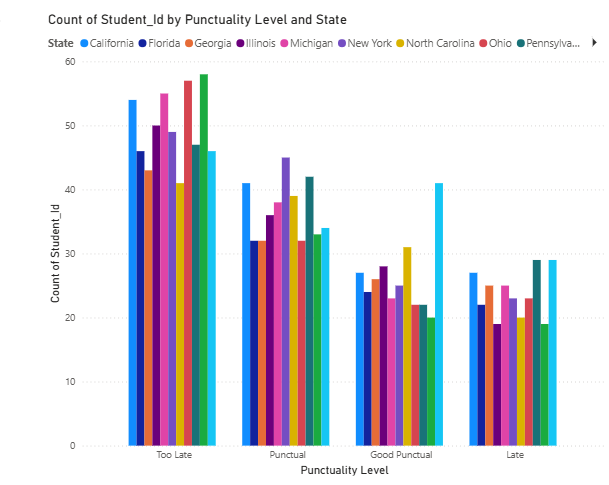 Count of Student_Id by Punctuality Level and State
State California Florida Georgia Illinois Michigan New York North Carolina Ohio Pennsylva...
60
50
40
30
20
10
0
Count of Student_Id
Too Late Punctual Good Punctual Late
Punctuality Level